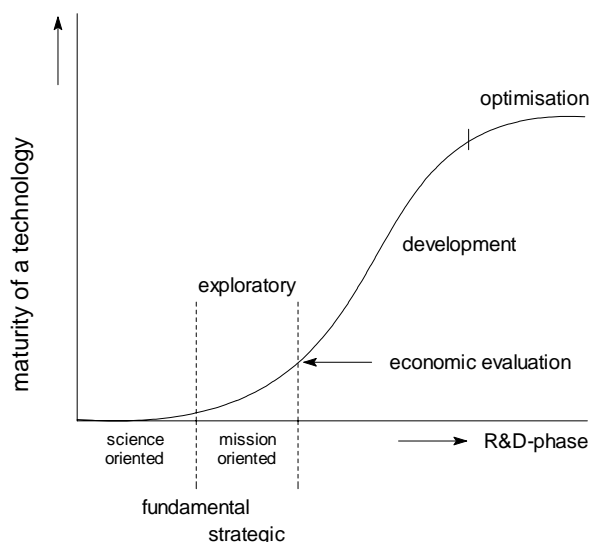 optimisation
maturity of a technology
development
exploratory
economic evaluation
science
oriented
mission
oriented
R&D-phase
fundamental
strategic